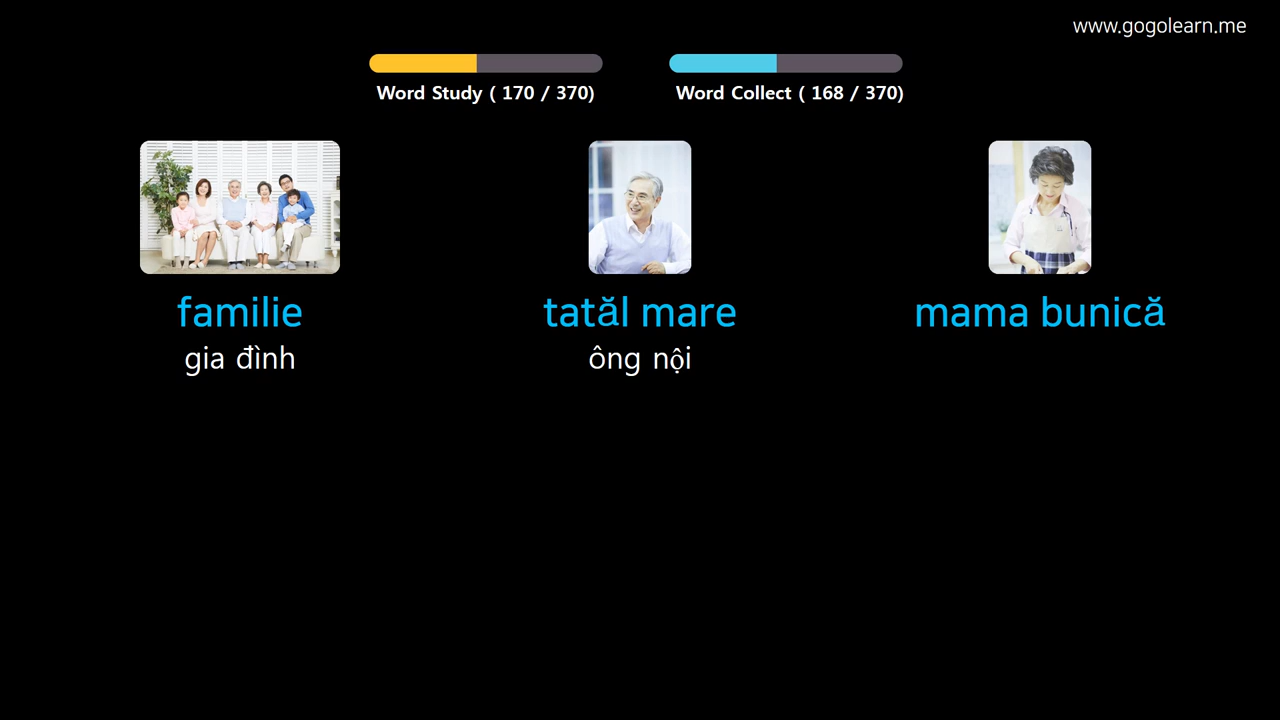 www.gogolearn.me
Word Study ( 170 / 370)
Word Collect ( 168 / 370)
familie
tatăl mare
mama bunică
gia đình
ông nội